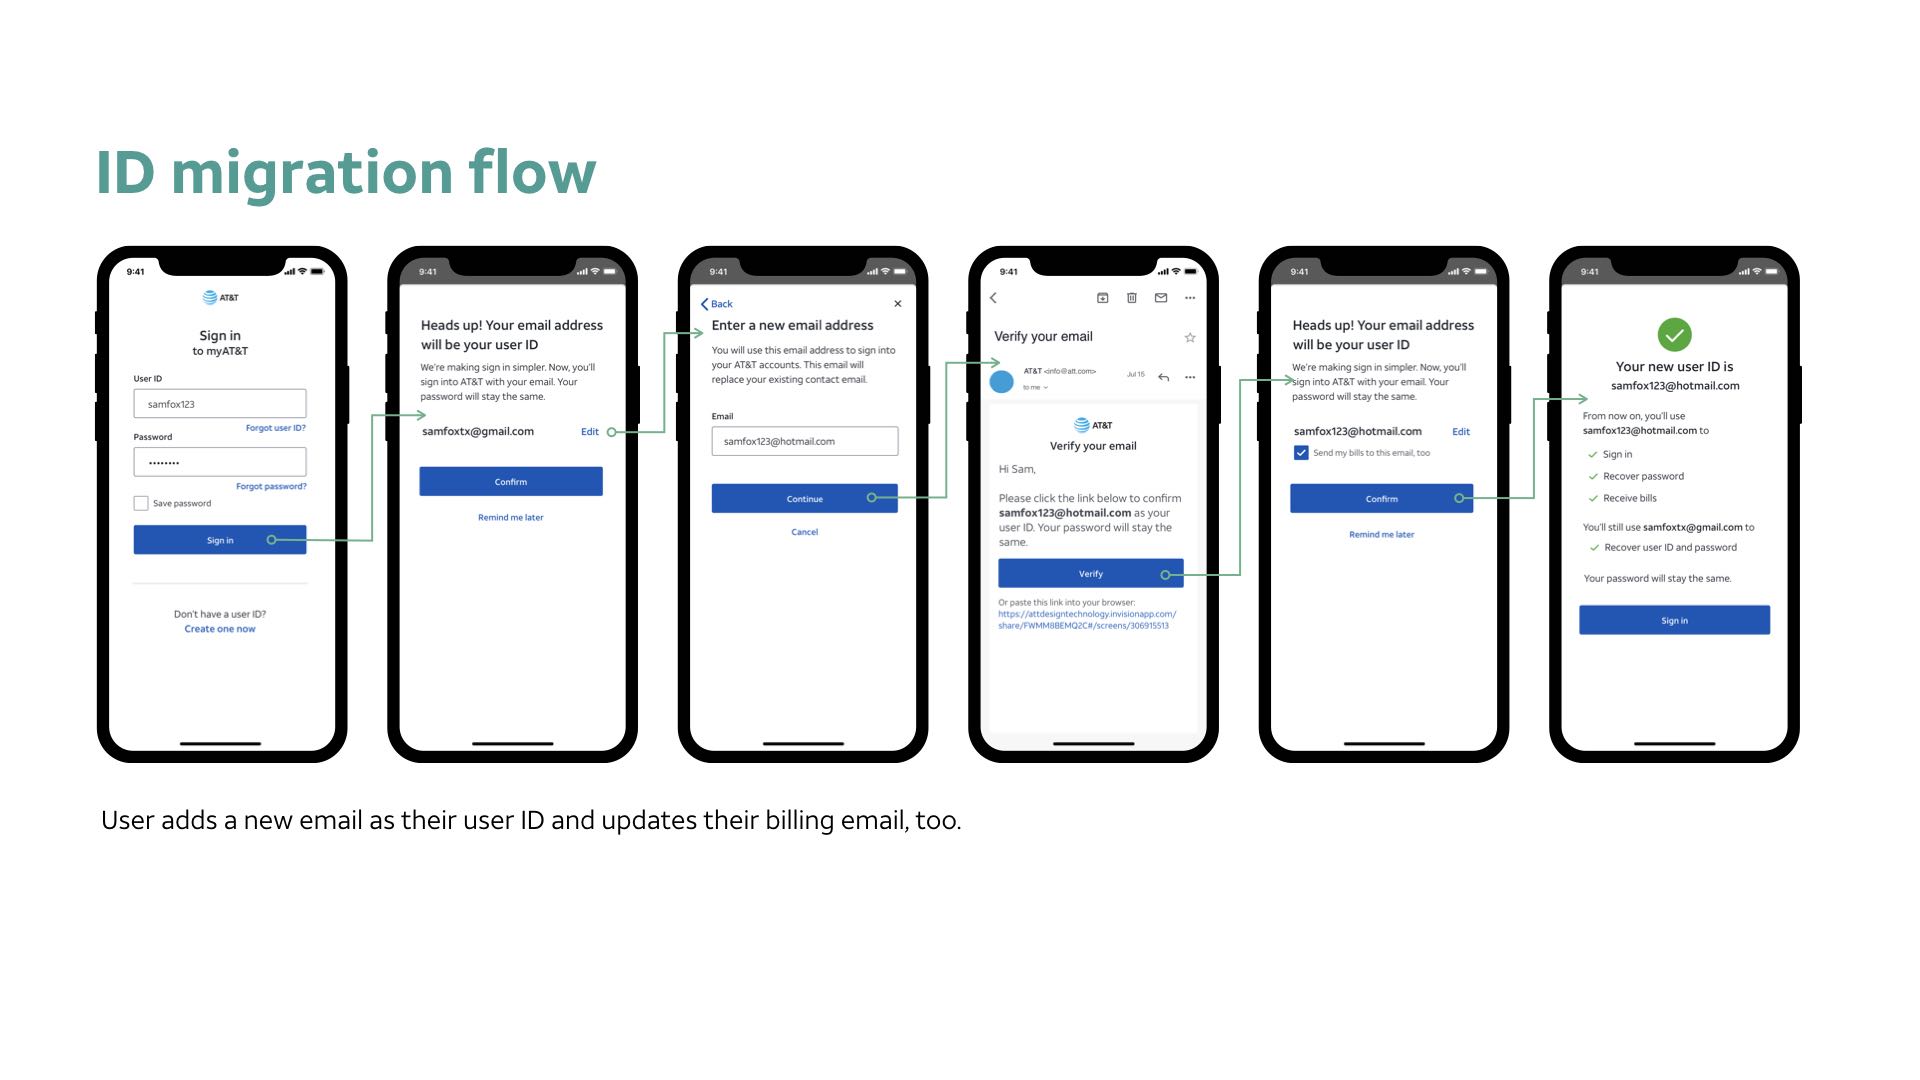 ID migration flow
9:41
AT&T
Sign in
to myAT&T
User ID
samfox123
Forgot user ID?
Password
••••••••
Forgot password?
Save password
Sign in
Don't have a user ID?
Create one now
9:41
Heads up! Your email address
will be your user ID
We're making sign in simpler. Now, you'll
sign into AT&T with your email. Your
password will stay the same.
samfoxtx@gmail.com Edit
Confirm
Remind me later
9:41
Back ×
Enter a new email address
You will use this email address to sign into
your AT&T accounts. This email will
replace your existing contact email.
Email
samfox123@hotmail.com
Continue
Cancel
9:41
Verify your email
AT&T <info@att.com> Jul 15
to me
AT&T
Verify your email
Hi Sam,
Please click the link below to confirm
samfox123@hotmail.com as your
user ID. Your password will stay the
same.
Verify
Or paste this link into your browser:
https://attdesigntechnology.invisionapp.com/
share/FWMM8BEMQ2C#/screens/306915513
9:41
Heads up! Your email address
will be your user ID
We're making sign in simpler. Now, you'll
sign into AT&T with your email. Your
password will stay the same.
samfox123@hotmail.com Edit
Send my bills to this email, too
Confirm
Remind me later
9:41
Your new user ID is
samfox123@hotmail.com
From now on, you'll use
samfox123@hotmail.com to
Sign in
Recover password
Receive bills
You'll still use samfoxtx@gmail.com to
Recover user ID and password
Your password will stay the same.
Sign in
User adds a new email as their user ID and updates their billing email, too.